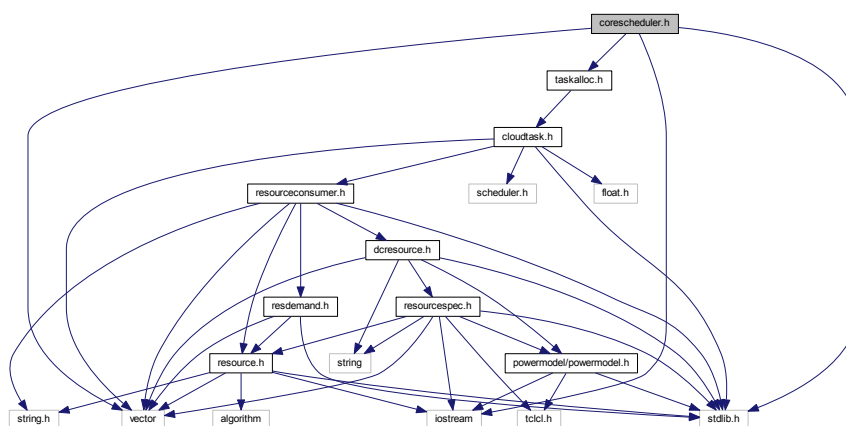 corescheduler.h
taskalloc.h
cloudtask.h
resourceconsumer.h
scheduler.h
float.h
dcresource.h
resdemand.h
resourcespec.h
resource.h
string
powermodel/powermodel.h
string.h
vector
algorithm
iostream
tclcl.h
stdlib.h